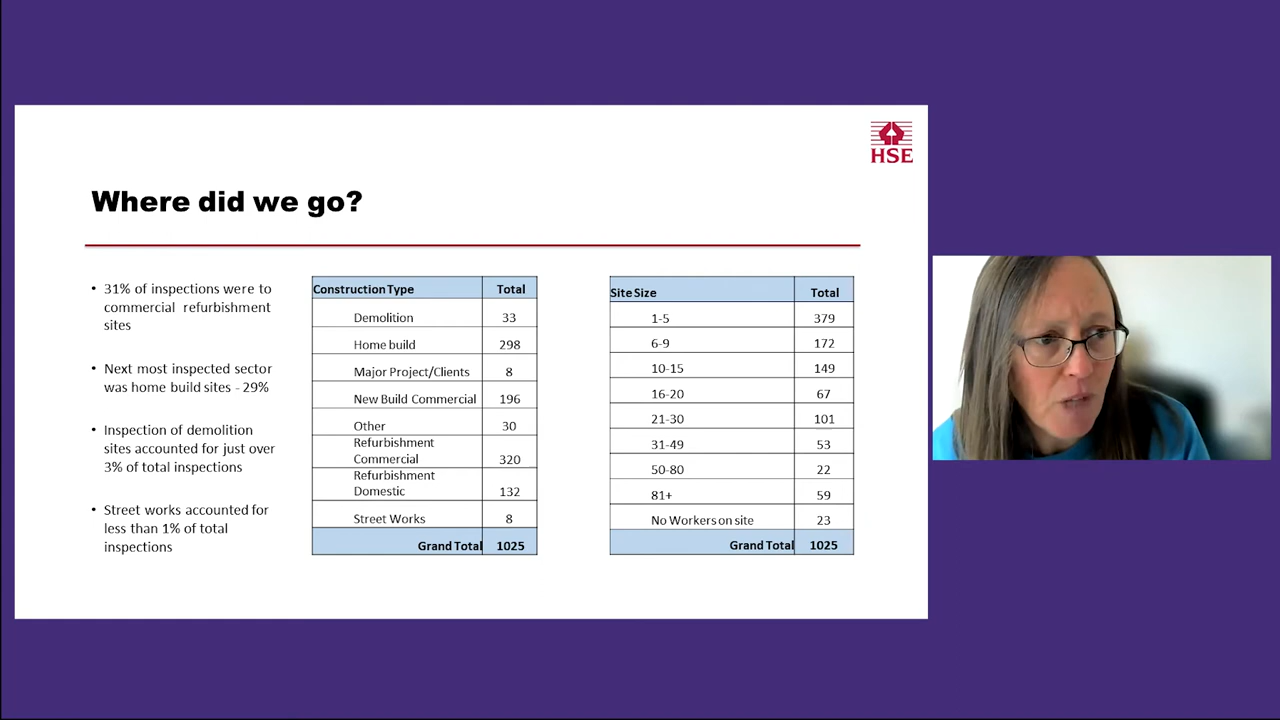 HSE
Where did we go?
• 31% of inspections were to
commercial refurbishment
sites
• Next most inspected sector
was home build sites - 29%
• Inspection of demolition
sites accounted for just over
3% of total inspections
• Street works accounted for
less than 1% of total
inspections
Construction Type Total
Demolition 33
Home build 298
Major Project/Clients 8
New Build Commercial 196
Other 30
Refurbishment
Commercial 320
Refurbishment
Domestic 132
Street Works 8
Grand Total 1025
Site Size Total
1-5 379
6-9 172
10-15 149
16-20 67
21-30 101
31-49 53
50-80 22
81+ 59
No Workers on site 23
Grand Total 1025